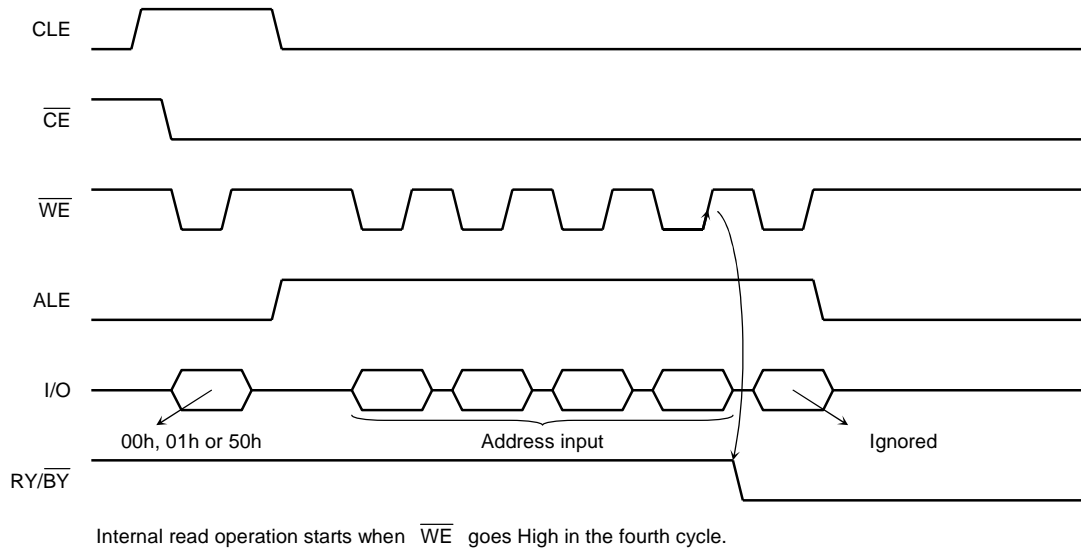 CLE
CE
WE
ALE
I/O
00h, 01h or 50h
Address input
Ignored
RY/BY
Internal read operation starts when WE goes High in the fourth cycle.